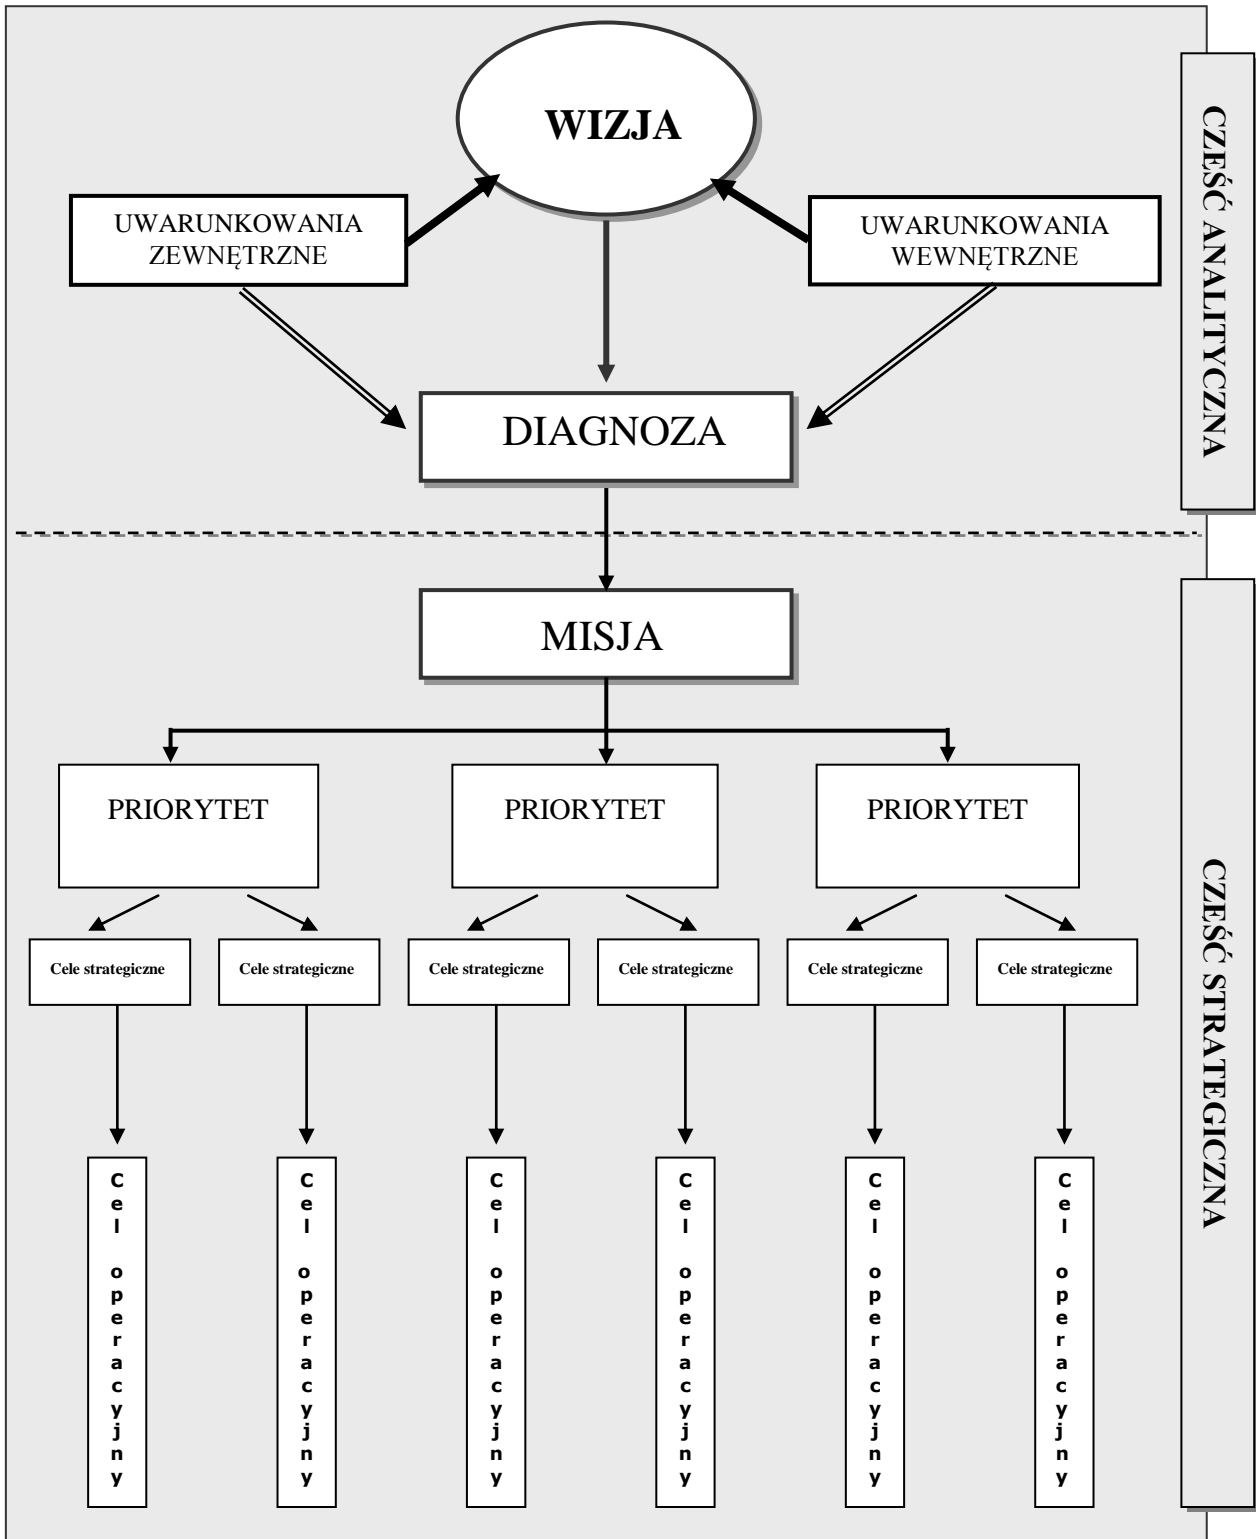 WIZJA
UWARUNKOWANIA
ZEWNĘTRZNE
UWARUNKOWANIA
WEWNĘTRZNE
CZĘŚĆ ANALITYCZNA
DIAGNOZA
MISJA
PRIORYTET
PRIORYTET
PRIORYTET
CZĘŚĆ STRATEGICZNA
Cele strategiczne
Cele strategiczne
Cele strategiczne
Cele strategiczne
Cele strategiczne
Cele strategiczne
Cel operacyjny
Cel operacyjny
Cel operacyjny
Cel operacyjny
Cel operacyjny
Cel operacyjny